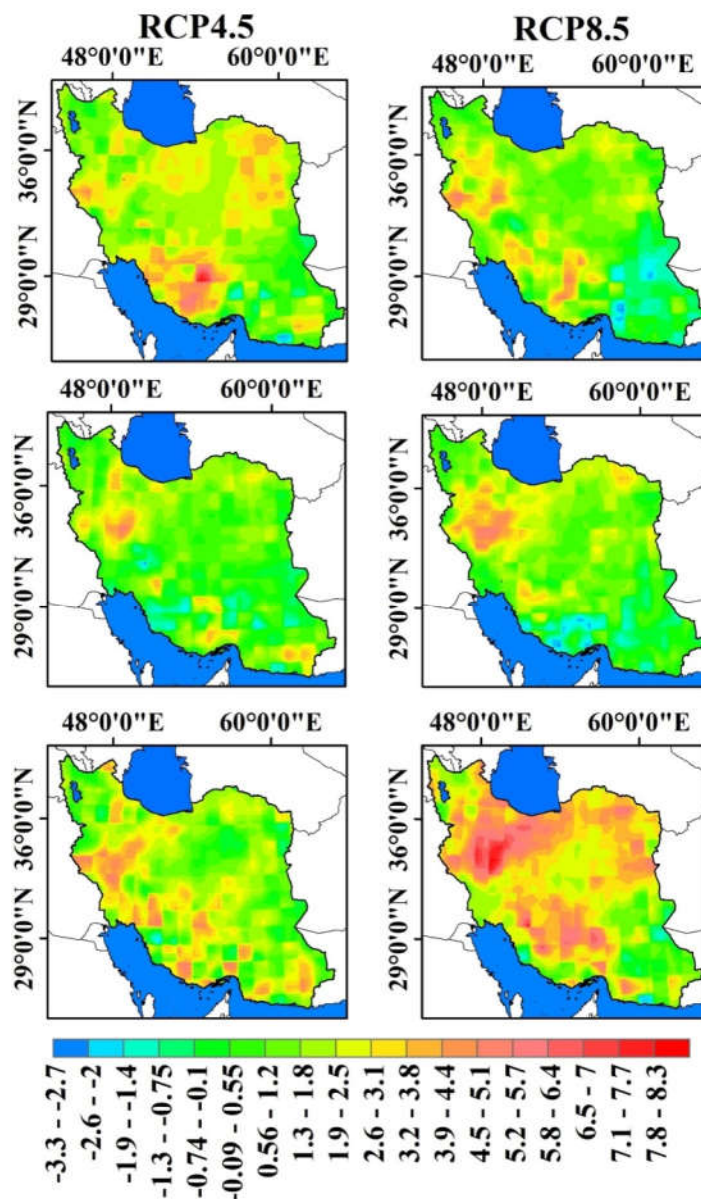 RCP4.5 RCP8.5
48°0'0"E 60°0'0"E 48°0'0"E 60°0'0"E
36°0'0"N 36°0'0"N
29°0'0"N 29°0'0"N
48°0'0"E 60°0'0"E 48°0'0"E 60°0'0"E
36°0'0"N 36°0'0"N
29°0'0"N 29°0'0"N
48°0'0"E 60°0'0"E 48°0'0"E 60°0'0"E
36°0'0"N 36°0'0"N
29°0'0"N 29°0'0"N
-3.3 - -2.7
-2.6 - -2
-1.9 - -1.4
-1.3 - -0.75
-0.74 - -0.1
-0.09 - 0.55
0.56 - 1.2
1.3 - 1.8
1.9 - 2.5
2.6 - 3.1
3.2 - 3.8
3.9 - 4.4
4.5 - 5.1
5.2 - 5.7
5.8 - 6.4
6.5 - 7
7.1 - 7.7
7.8 - 8.3